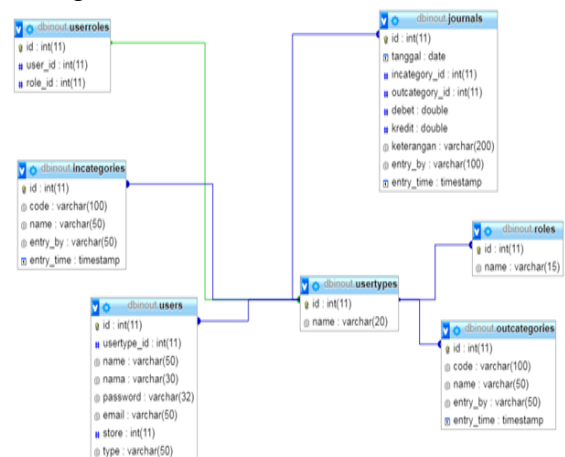 dbinout userroles
id : int(11)
user_id : int(11)
role_id : int(11)
dbinout journals
id : int(11)
tanggal : date
incategory_id : int(11)
outcategory_id : int(11)
debet : double
kredit : double
keterangan : varchar(200)
entry_by : varchar(100)
entry_time : timestamp
dbinout incategories
id : int(11)
code : varchar(100)
name : varchar(50)
entry_by : varchar(50)
entry_time : timestamp
dbinout roles
id : int(11)
name : varchar(15)
dbinout usertypes
id : int(11)
name : varchar(20)
dbinout users
id : int(11)
usertype_id : int(11)
name : varchar(50)
nama : varchar(30)
password : varchar(32)
email : varchar(50)
store : int(11)
type : varchar(50)
dbinout outcategories
id : int(11)
code : varchar(100)
name : varchar(50)
entry_by : varchar(50)
entry_time : timestamp